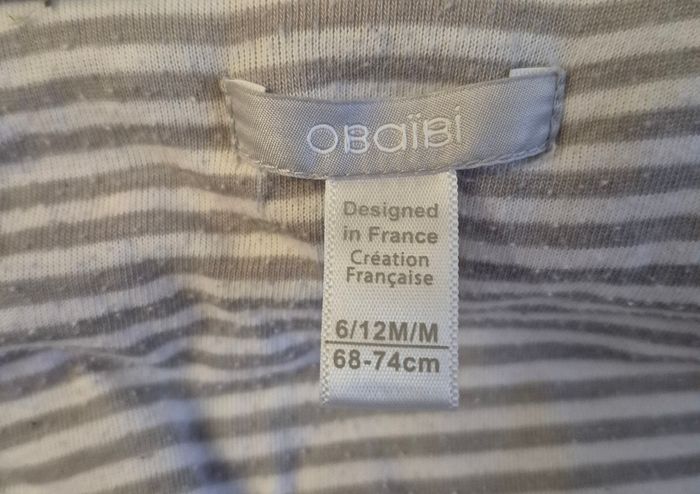 OBaïBi
Designed
in France
Création
Française
6/12M/M
68-74cm